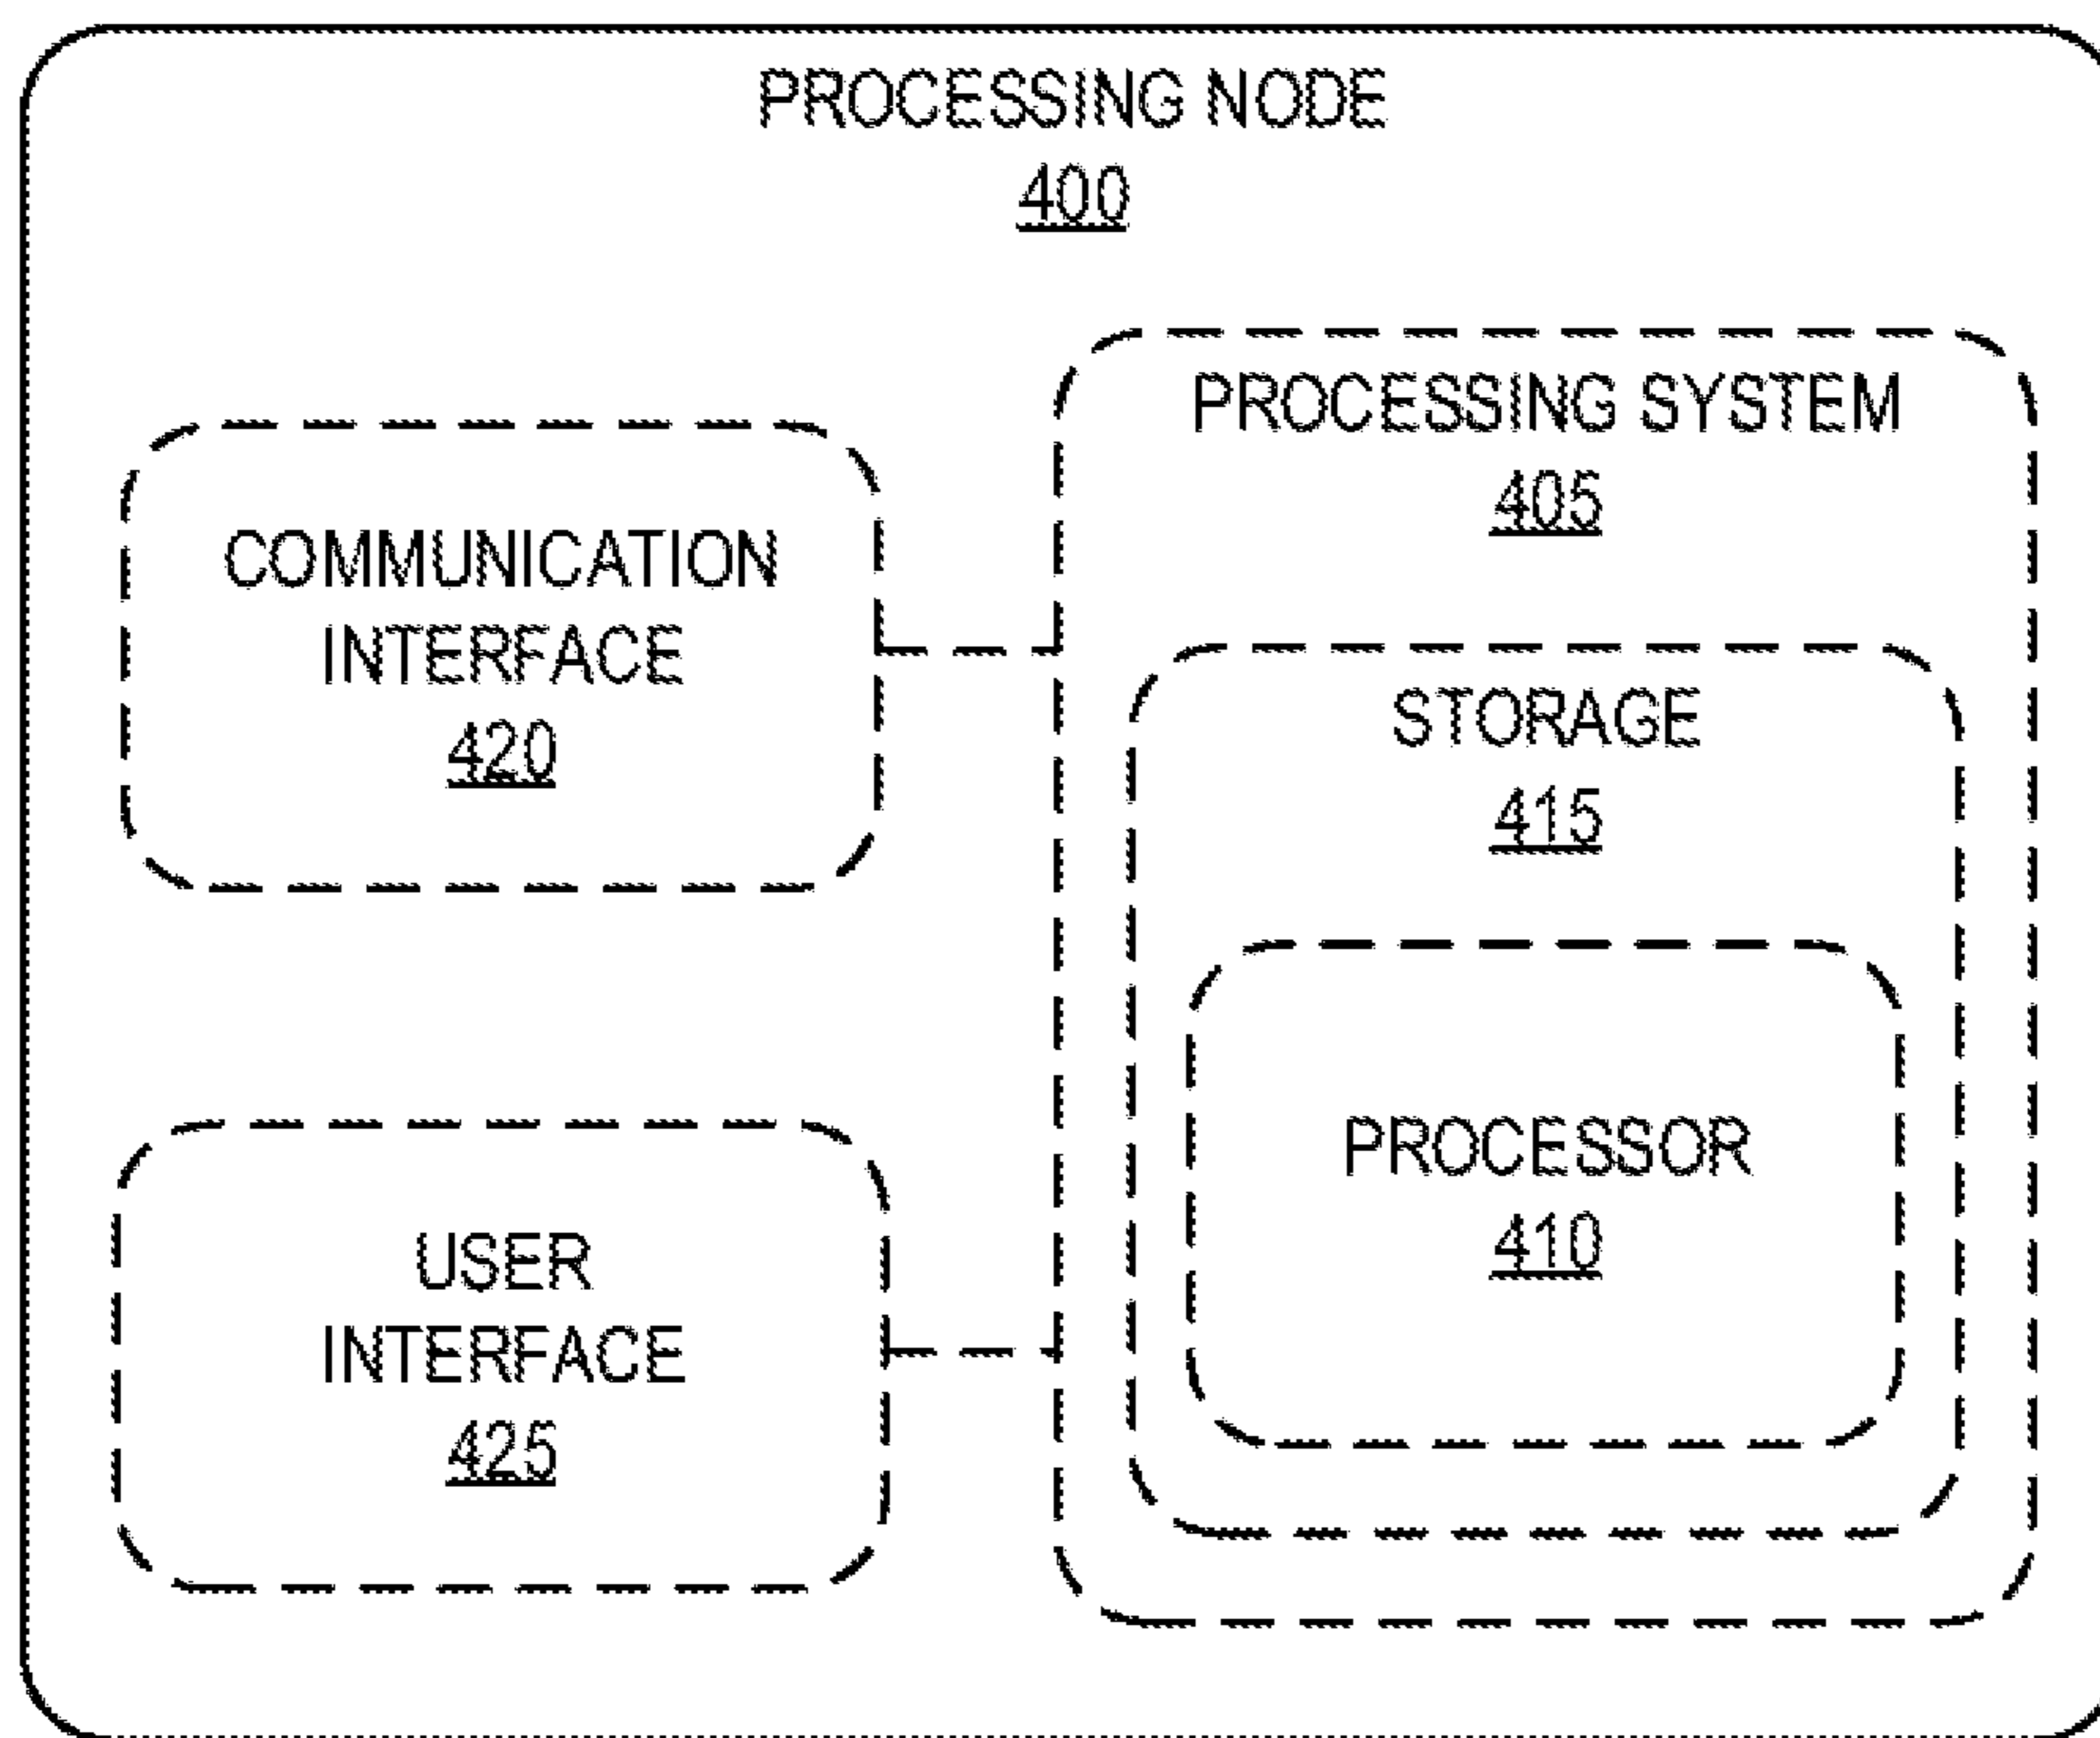 PROCESSING NODE
400
PROCESSING SYSTEM
405
COMMUNICATION
INTERFACE
420
STORAGE
415
PROCESSOR
410
USER
INTERFACE
425